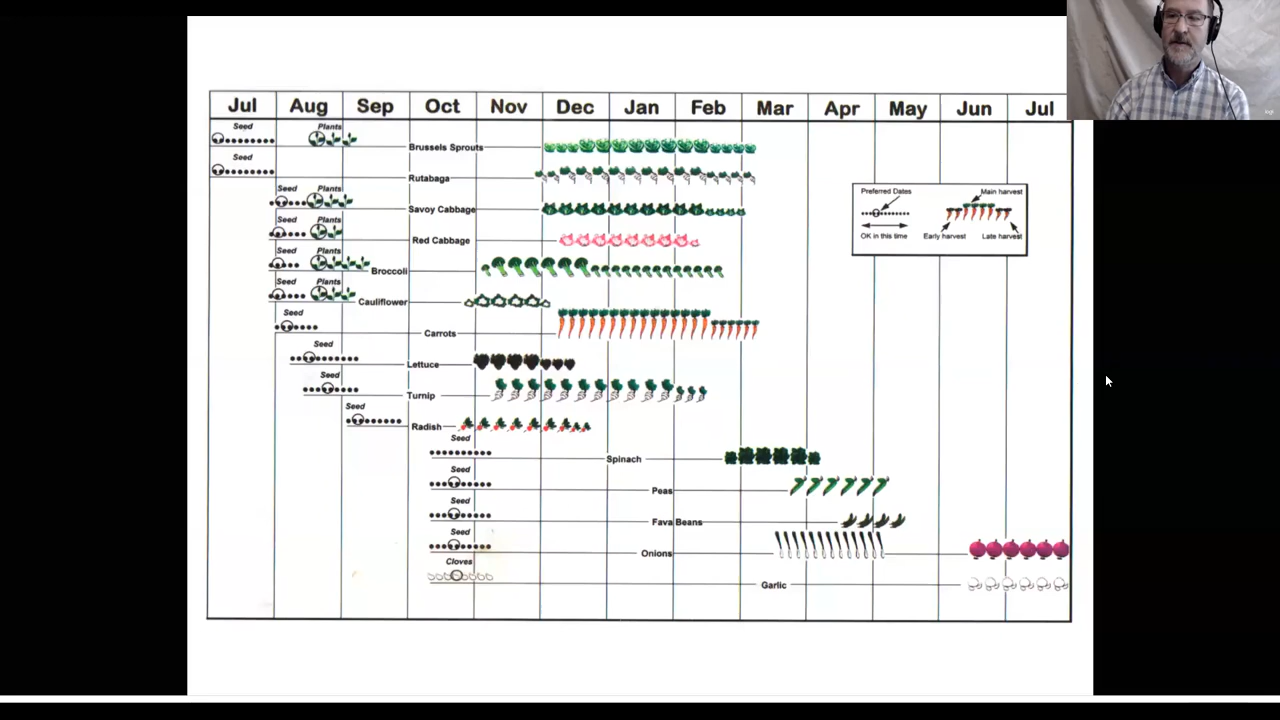 Jul Aug Sep Oct Nov Dec Jan Feb Mar Apr May Jun Jul
Seed Plants
Brussels Sprouts
Seed
Rutabaga
Seed Plants
Savoy Cabbage
Seed Plants
Red Cabbage
Seed Plants
Broccoli
Seed Plants
Cauliflower
Seed
Carrots
Seed
Lettuce
Seed
Turnip
Seed
Radish
Seed
Spinach
Seed
Peas
Seed
Fava Beans
Seed
Onions
Cloves
Garlic
Preferred Dates
Main harvest
OK in this time
Early harvest
Late harvest